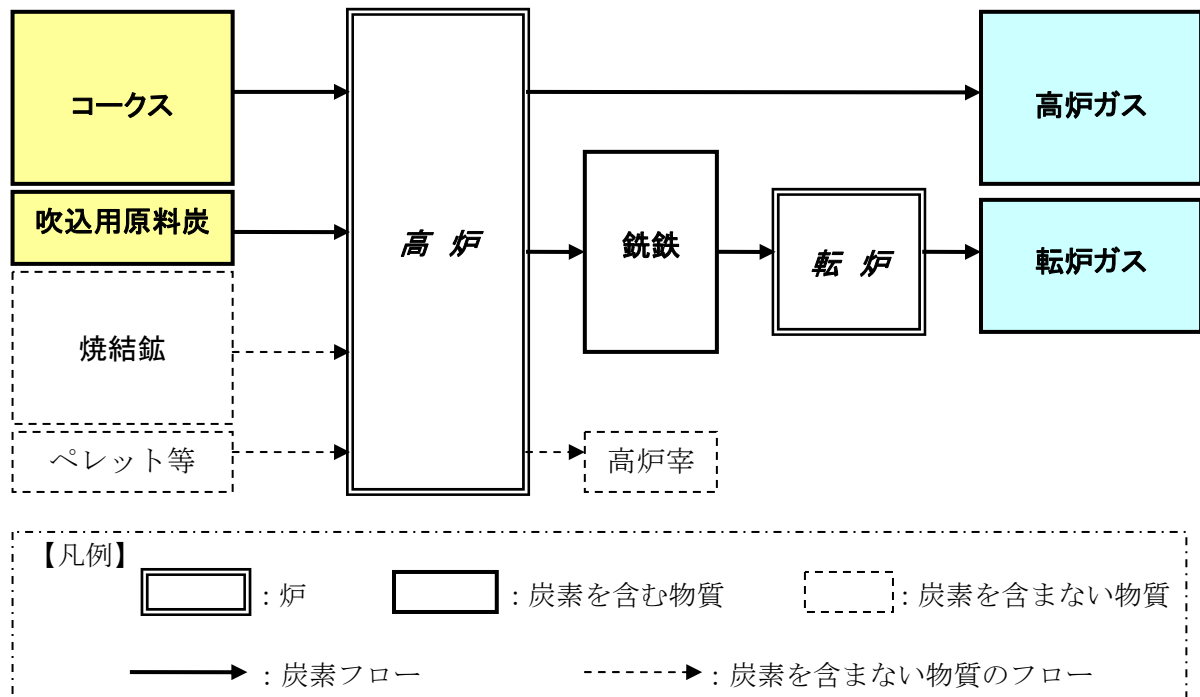 コークス
吹込用原料炭
焼結鉱
ペレット等
高 炉
銑鉄
高炉宰
転 炉
高炉ガス
転炉ガス
【凡例】
: 炉
: 炭素を含む物質
: 炭素を含まない物質
: 炭素フロー
: 炭素を含まない物質のフロー